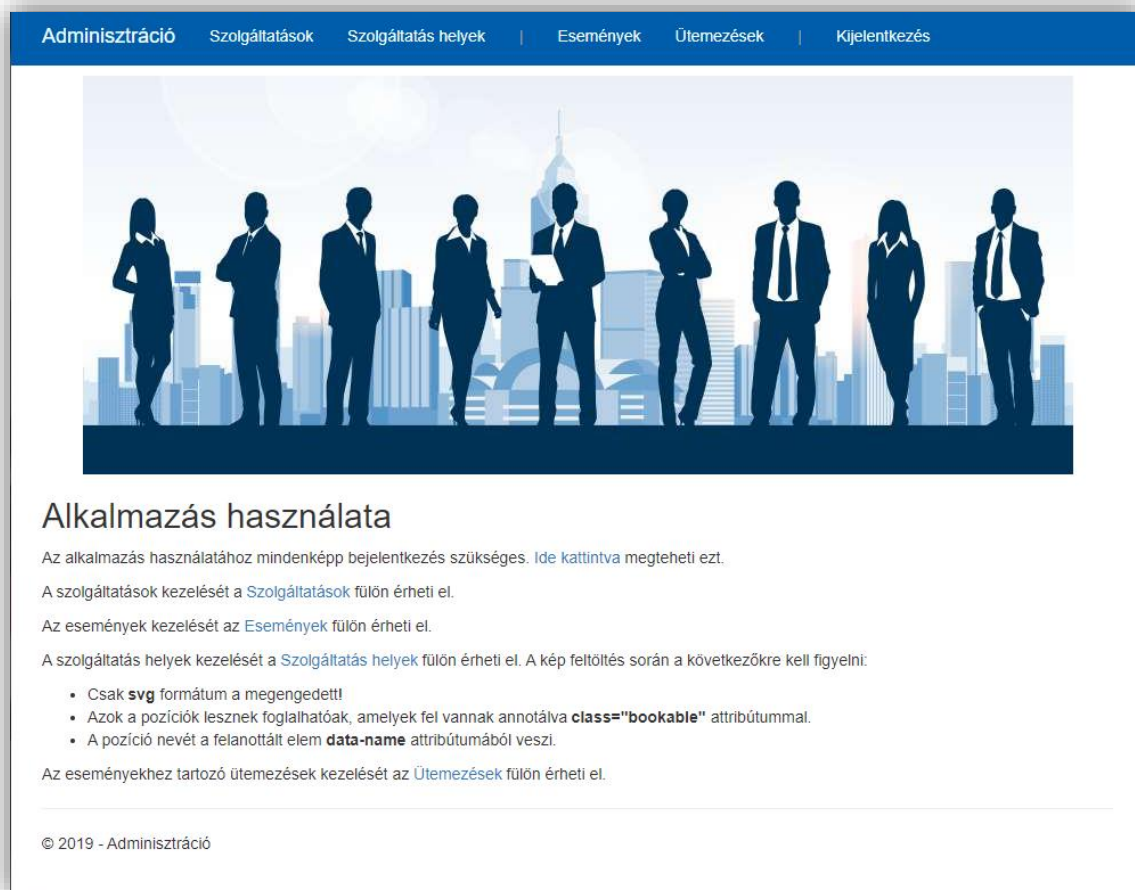 Adminisztráció Szolgáltatások Szolgáltatás helyek | Események Ütemezések | Kijelentkezés
Alkalmazás használata
Az alkalmazás használatához mindenképp bejelentkezés szükséges. Ide kattintva megteheti ezt.
A szolgáltatások kezelését a Szolgáltatások fülön érheti el.
Az események kezelését az Események fülön érheti el.
A szolgáltatás helyek kezelését a Szolgáltatás helyek fülön érheti el. A kép feltöltés során a következőkre kell figyelni:
• Csak svg formátum a megengedett!
• Azok a pozíciók lesznek foglalhatóak, amelyek fel vannak annotálva class="bookable" attribútummal.
• A pozíció nevét a felanottált elem data-name attribútumából veszi.
Az eseményekhez tartozó ütemezések kezelését az Ütemezések fülön érheti el.
© 2019 - Adminisztráció